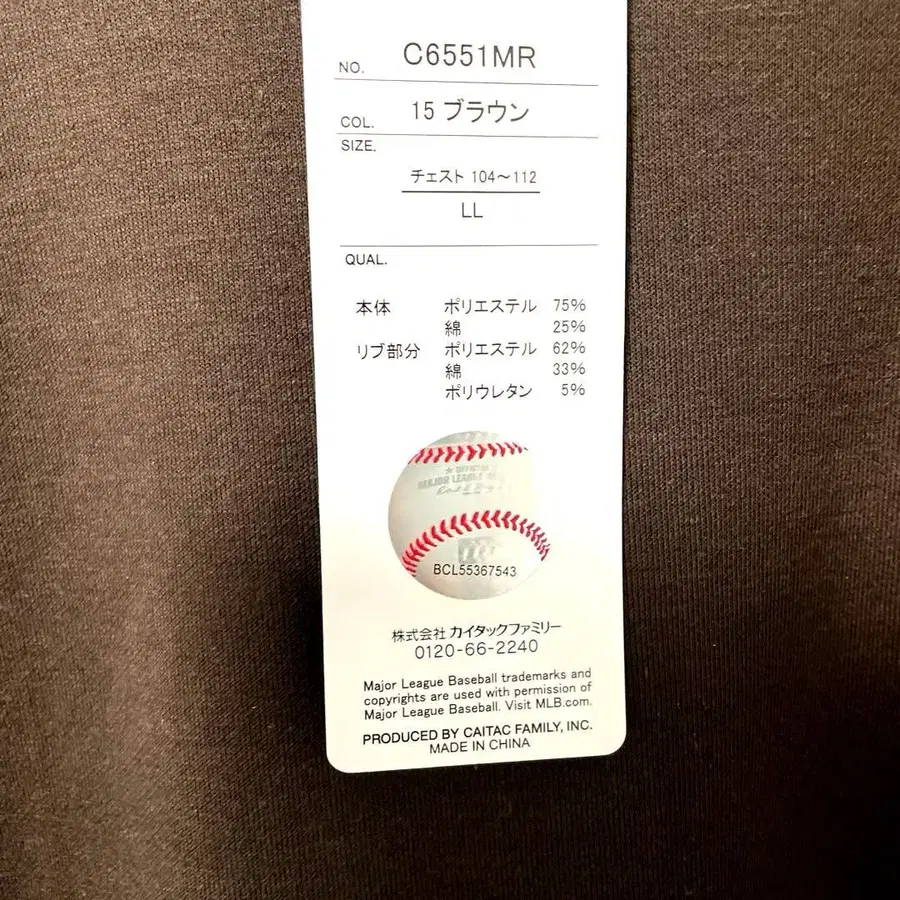 NO. C6551MR
COL. 15 ブラウン
SIZE.
チェスト 104～112
LL
QUAL.
本体 ポリエステル 75%
綿 25%
リブ部分 ポリエステル 62%
綿 33%
ポリウレタン 5%
MAJOR LEAGUE
BCL55367543
株式会社 カイタックファミリー
0120-66-2240
Major League Baseball trademarks and
copyrights are used with permission of
Major League Baseball. Visit MLB.com.
PRODUCED BY CAITAC FAMILY, INC.
MADE IN CHINA